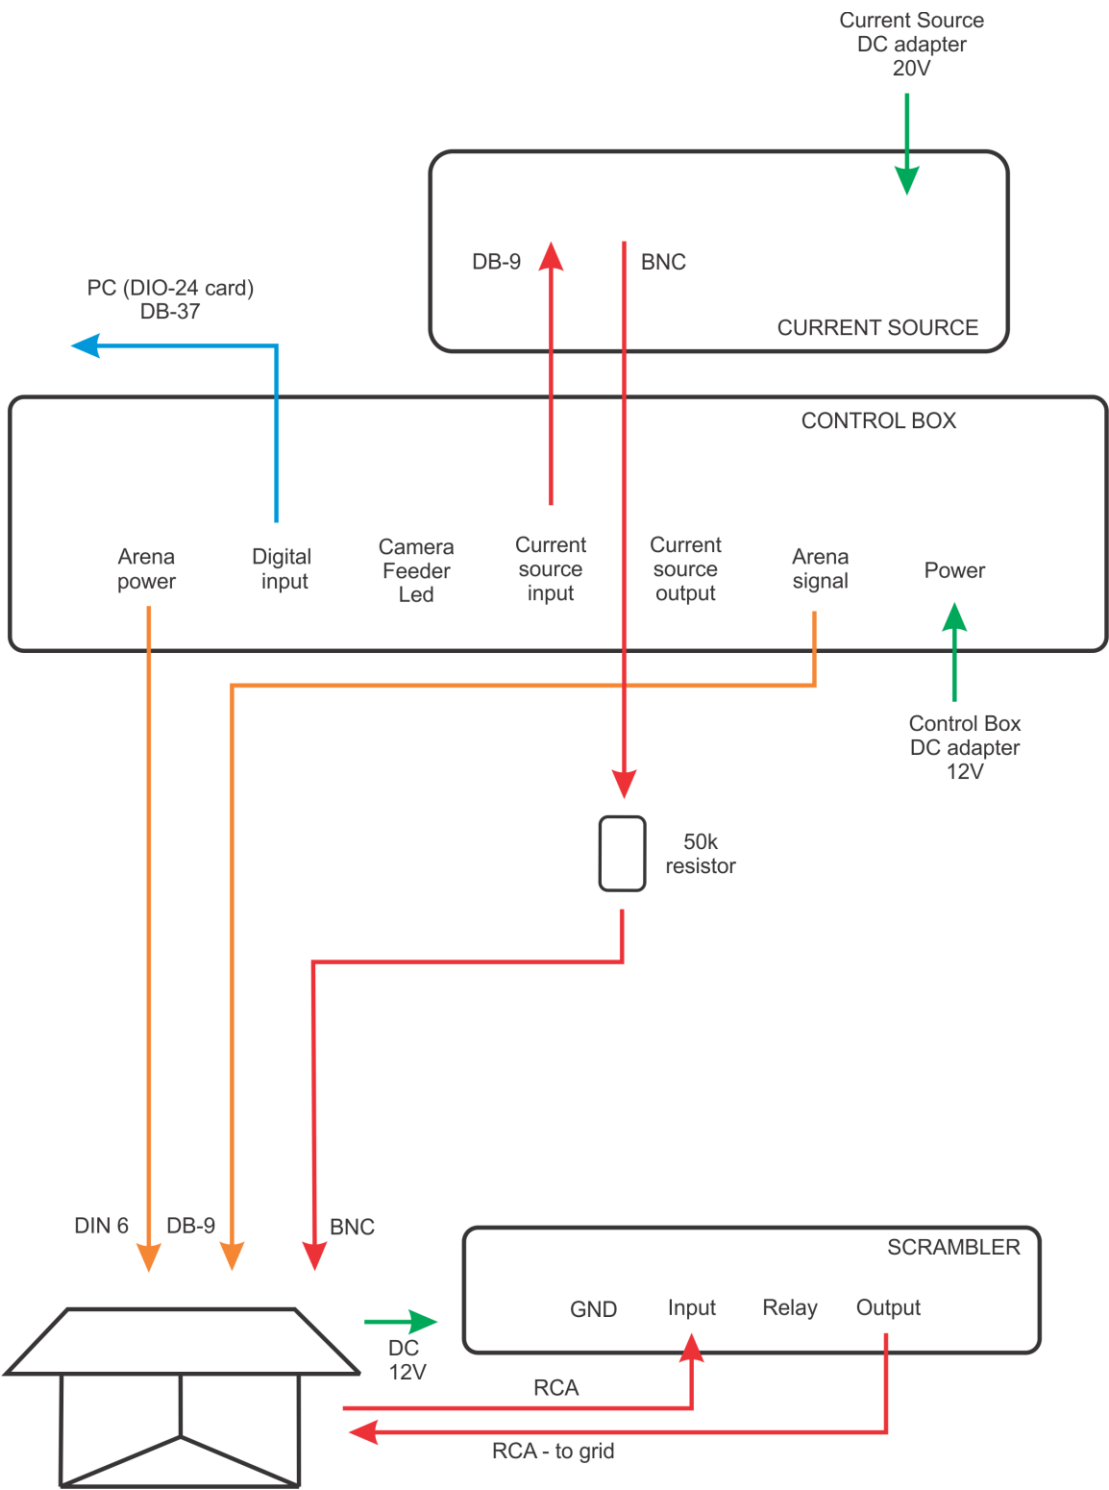 Current Source
DC adapter
20V
DB-9
BNC
PC (DIO-24 card)
DB-37
CURRENT SOURCE
CONTROL BOX
Arena
power
Digital
input
Camera
Feeder
Led
Current
source
input
Current
source
output
Arena
signal
Power
Control Box
DC adapter
12V
50k
resistor
DIN 6
DB-9
BNC
SCRAMBLER
GND
Input
Relay
Output
DC
12V
RCA
RCA - to grid